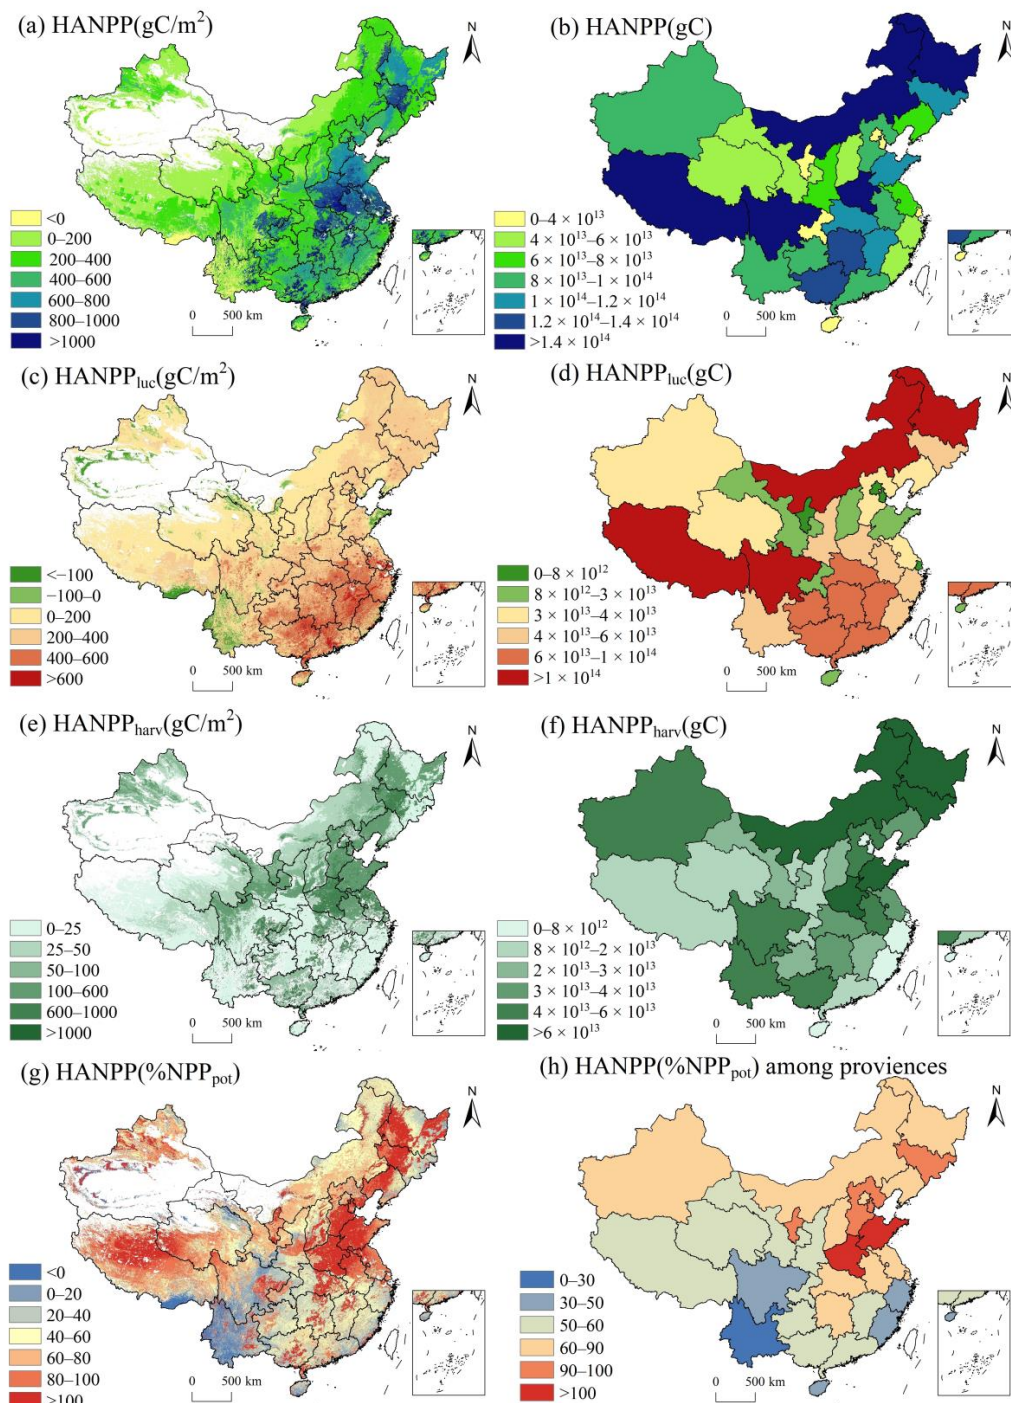 (a) HANPP(gC/m²)
N
<0
0–200
200–400
400–600
600–800
800–1000
>1000
0 500 km
(b) HANPP(gC)
N
0–4 × 10¹³
4 × 10¹³–6 × 10¹³
6 × 10¹³–8 × 10¹³
8 × 10¹³–1 × 10¹⁴
1 × 10¹⁴–1.2 × 10¹⁴
1.2 × 10¹⁴–1.4 × 10¹⁴
>1.4 × 10¹⁴
0 500 km
(c) HANPPluc(gC/m²)
N
<−100
−100–0
0–200
200–400
400–600
>600
0 500 km
(d) HANPPluc(gC)
N
0–8 × 10¹²
8 × 10¹²–3 × 10¹³
3 × 10¹³–4 × 10¹³
4 × 10¹³–6 × 10¹³
6 × 10¹³–1 × 10¹⁴
>1 × 10¹⁴
0 500 km
(e) HANPPharv(gC/m²)
N
0–25
25–50
50–100
100–600
600–1000
>1000
0 500 km
(f) HANPPharv(gC)
N
0–8 × 10¹²
8 × 10¹²–2 × 10¹³
2 × 10¹³–3 × 10¹³
3 × 10¹³–4 × 10¹³
4 × 10¹³–6 × 10¹³
>6 × 10¹³
0 500 km
(g) HANPP(%NPPpot)
N
<0
0–20
20–40
40–60
60–80
80–100
>100
0 500 km
(h) HANPP(%NPPpot) among proviences
N
0–30
30–50
50–60
60–90
90–100
>100
0 500 km